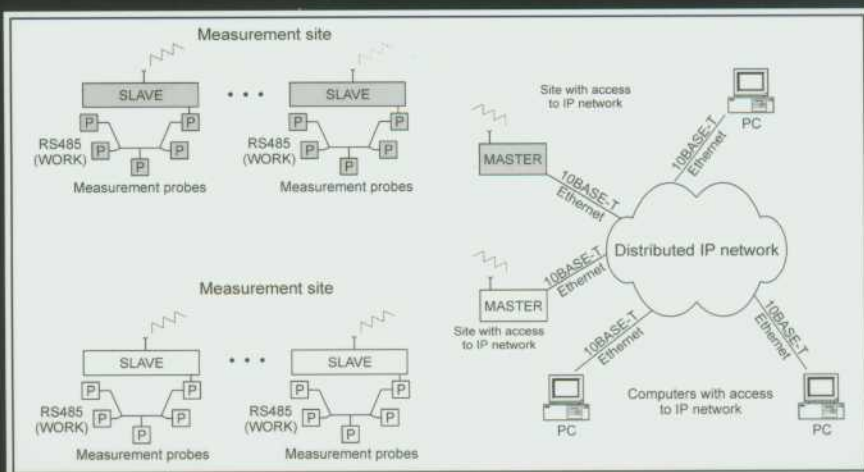 Measurement site
SLAVE
• • •
SLAVE
P
P
P
P
RS485
(WORK)
P
P
P
P
P
P
Measurement probes
Measurement probes
Measurement site
SLAVE
• • •
SLAVE
P
P
P
P
RS485
(WORK)
P
P
RS485
(WORK)
P
P
P
P
Measurement probes
Measurement probes
RS485
(WORK)
Site with access
to IP network
MASTER
10BASE-T
Ethernet
PC
10BASE-T
Ethernet
Distributed IP network
MASTER
10BASE-T
Ethernet
Site with access
to IP network
10BASE-T
Ethernet
PC
10BASE-T
Ethernet
PC
Computers with access
to IP network